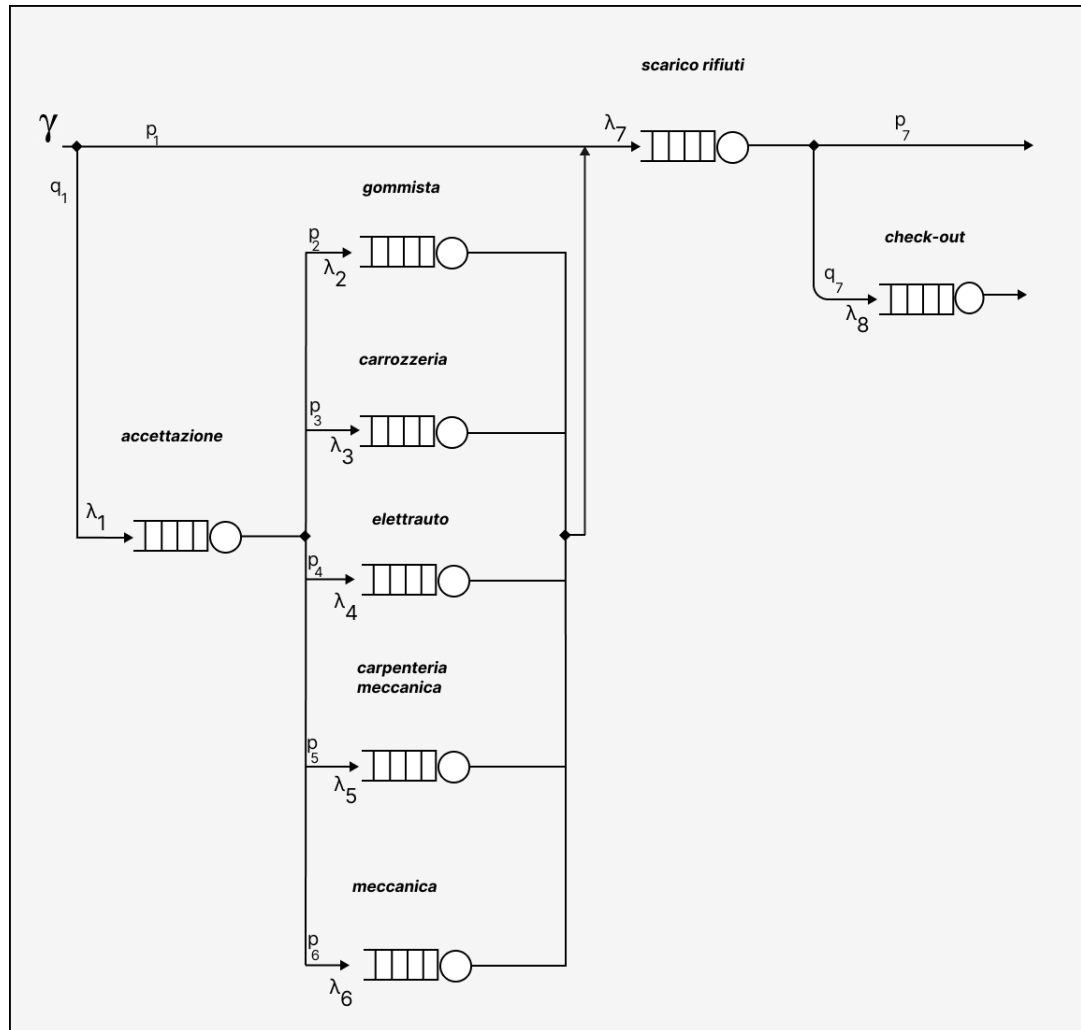 scarico rifiuti
γ
p1
λ7
p7
q1
gommista
p2
λ2
check-out
q7
λ8
carrozzeria
p3
λ3
accettazione
λ1
elettrauto
p4
λ4
carpenteria
meccanica
p5
λ5
meccanica
p6
λ6